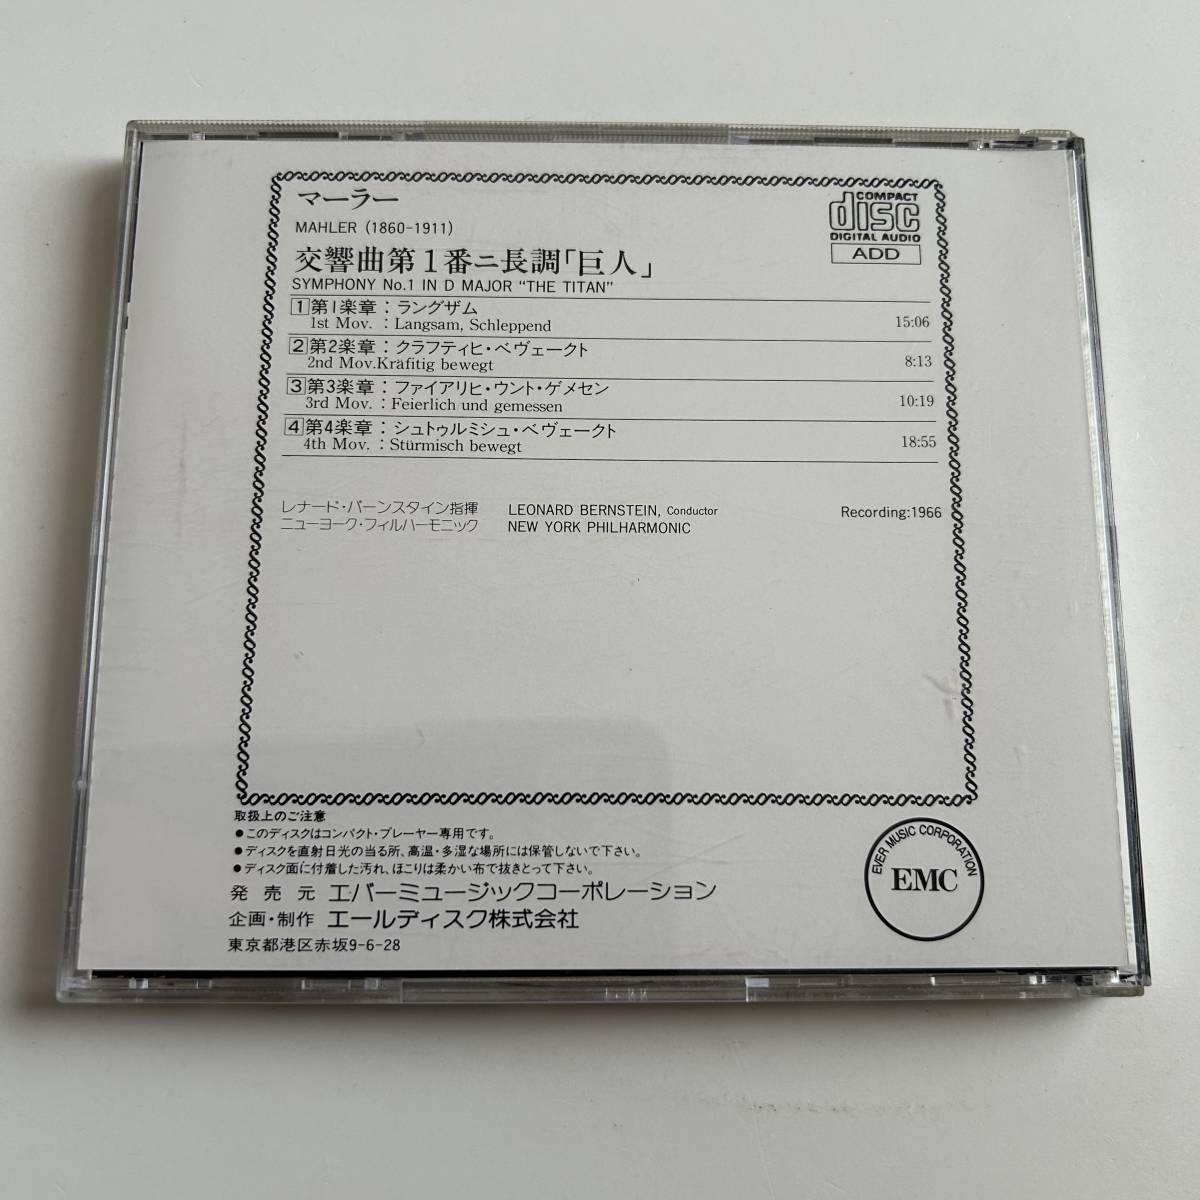 マーラー
MAHLER (1860-1911)
COMPACT
disc
DIGITAL AUDIO
ADD
交響曲第1番ニ長調「巨人」
SYMPHONY No.1 IN D MAJOR "THE TITAN"
1 第1楽章：ラングザム
1st Mov. : Langsam, Schleppend 15:06
2 第2楽章：クラフティヒ・ベヴェークト
2nd Mov.Kräfitig bewegt 8:13
3 第3楽章：ファイアリヒ・ウント・ゲメセン
3rd Mov. : Feierlich und gemessen 10:19
4 第4楽章：シュトゥルミシュ・ベヴェークト
4th Mov. : Stürmisch bewegt 18:55
レナード・バーンスタイン指揮 LEONARD BERNSTEIN, Conductor Recording:1966
ニューヨーク・フィルハーモニック NEW YORK PHILHARMONIC
取扱上のご注意
●このディスクはコンパクト・プレーヤー専用です。
●ディスクを直射日光の当る所、高温・多湿な場所には保管しないで下さい。
●ディスク面に付着した汚れ、ほこりは柔かい布で抜きとって下さい。
発売元 エバーミュージックコーポレーション
企画・制作 エールディスク株式会社
東京都港区赤坂9-6-28
EVER MUSIC CORPORATION
EMC